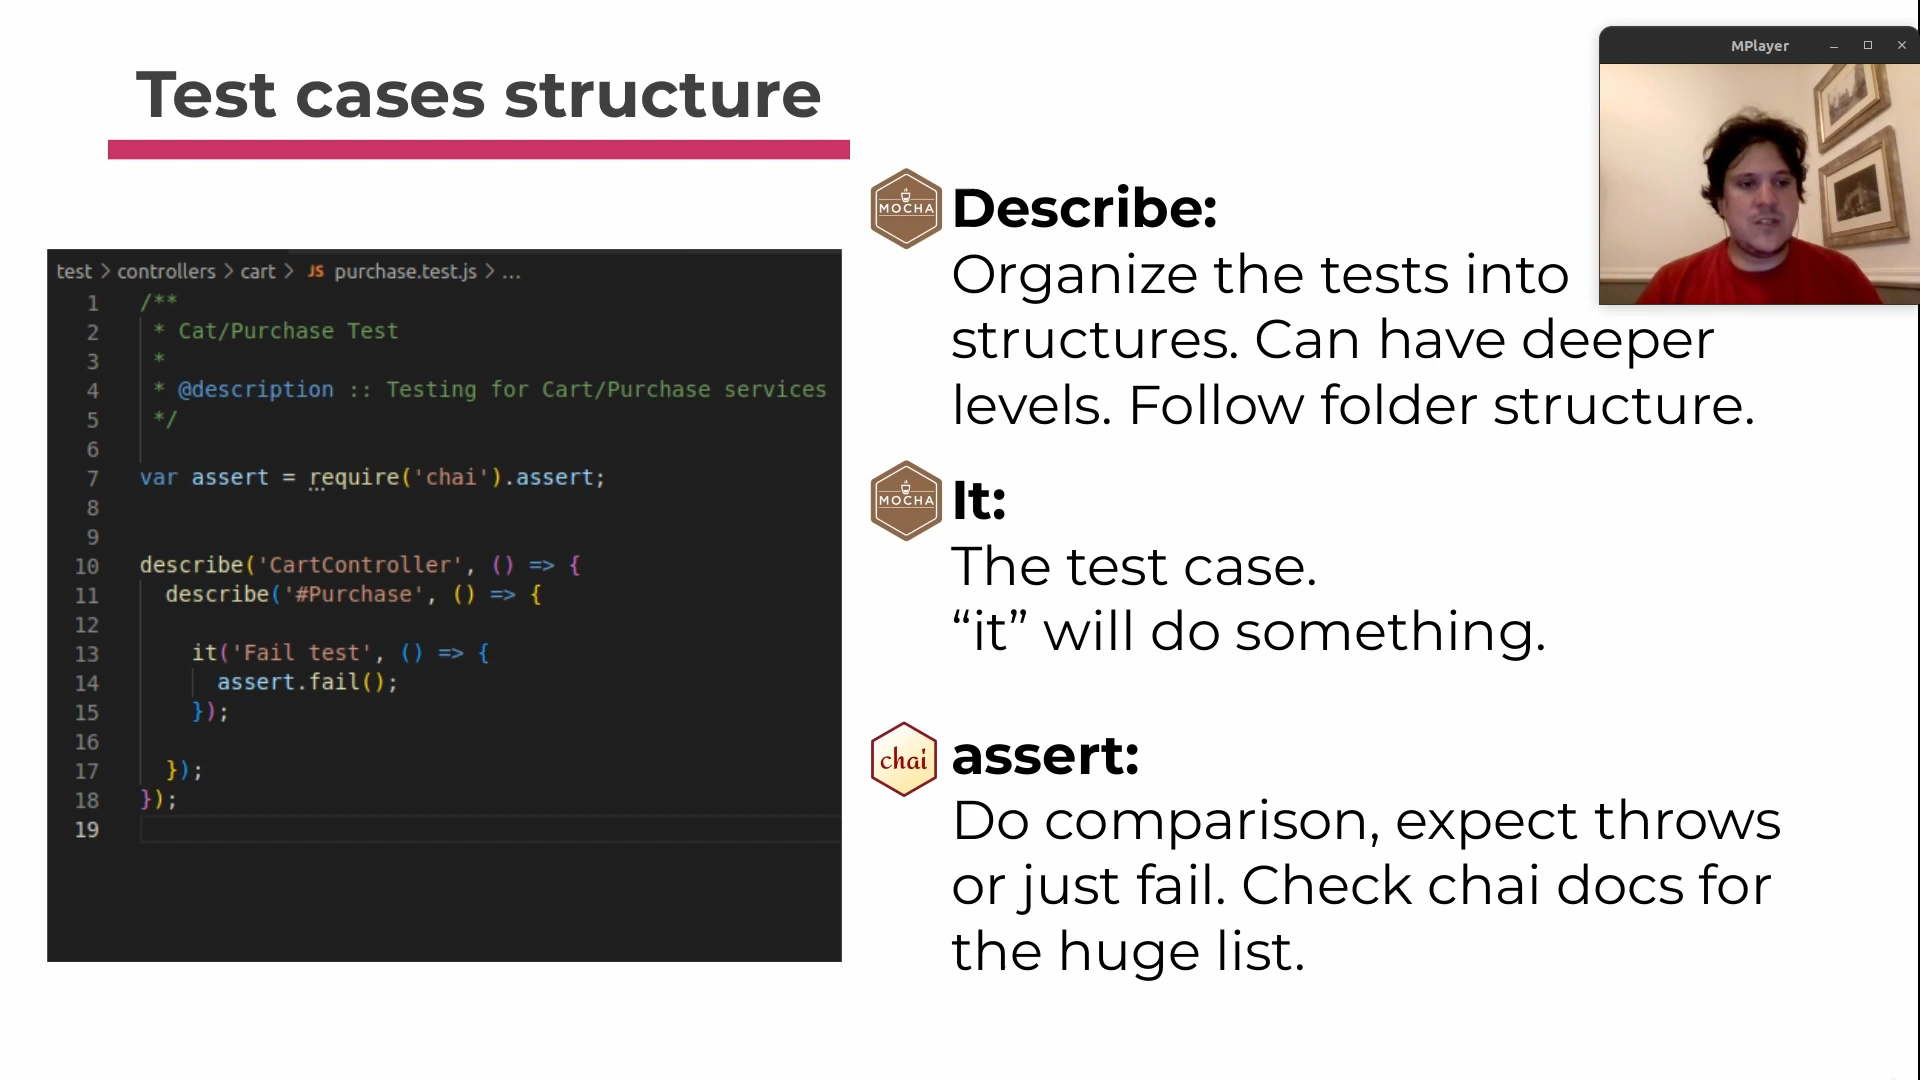 Test cases structure
MPlayer
test > controllers > cart > JS purchase.test.js > ...
1 /**
2 * Cat/Purchase Test
3 *
4 * @description :: Testing for Cart/Purchase services
5 */
6
7 var assert = require('chai').assert;
8
9
10 describe('CartController', () => {
11 describe('#Purchase', () => {
12
13 it('Fail test', () => {
14 assert.fail();
15 });
16
17 });
18 });
19
MOCHA
Describe:
Organize the tests into
structures. Can have deeper
levels. Follow folder structure.
MOCHA
It:
The test case.
“it” will do something.
chai
assert:
Do comparison, expect throws
or just fail. Check chai docs for
the huge list.